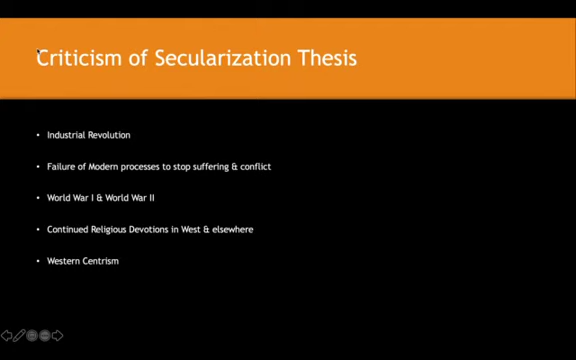 Criticism of Secularization Thesis
• Industrial Revolution
• Failure of Modern processes to stop suffering & conflict
• World War I & World War II
• Continued Religious Devotions in West & elsewhere
• Western Centrism